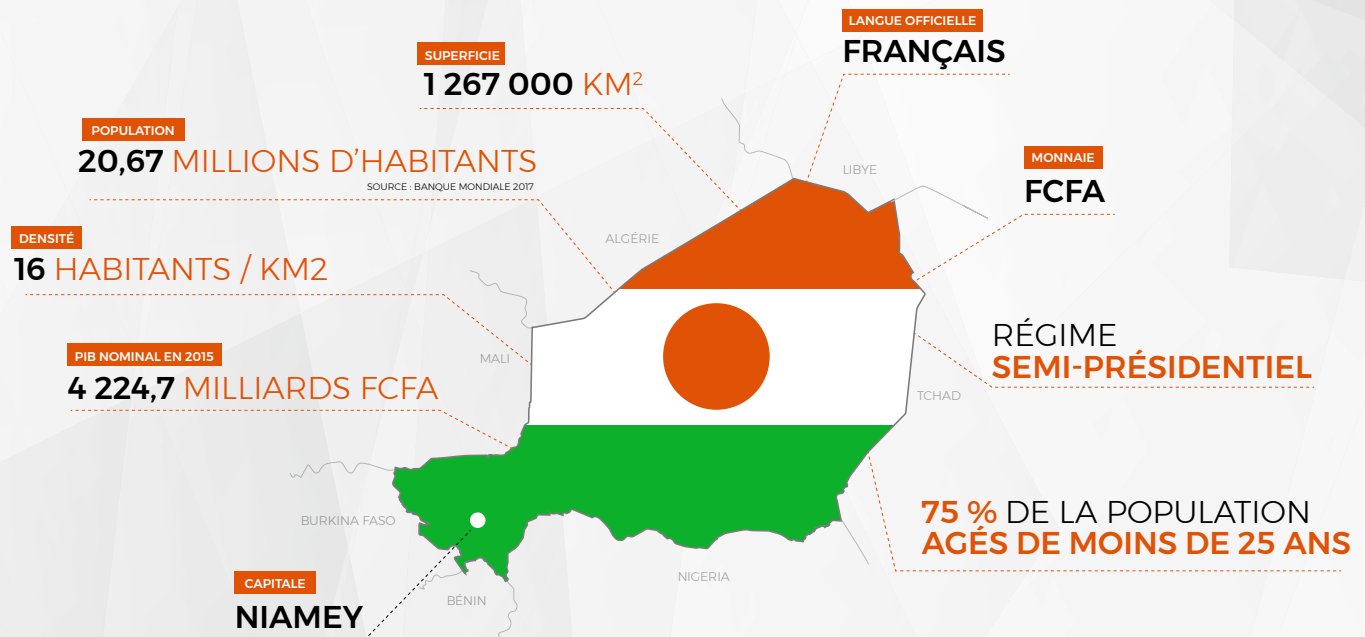 LANGUE OFFICIELLE
FRANÇAIS
SUPERFICIE
1 267 000 KM²
POPULATION
20,67 MILLIONS D'HABITANTS
SOURCE : BANQUE MONDIALE 2017
MONNAIE
FCFA
LIBYE
ALGÉRIE
DENSITÉ
16 HABITANTS / KM2
RÉGIME
SEMI-PRÉSIDENTIEL
PIB NOMINAL EN 2015
4 224,7 MILLIARDS FCFA
MALI
TCHAD
75 % DE LA POPULATION
AGÉS DE MOINS DE 25 ANS
BURKINA FASO
NIGERIA
BÉNIN
CAPITALE
NIAMEY